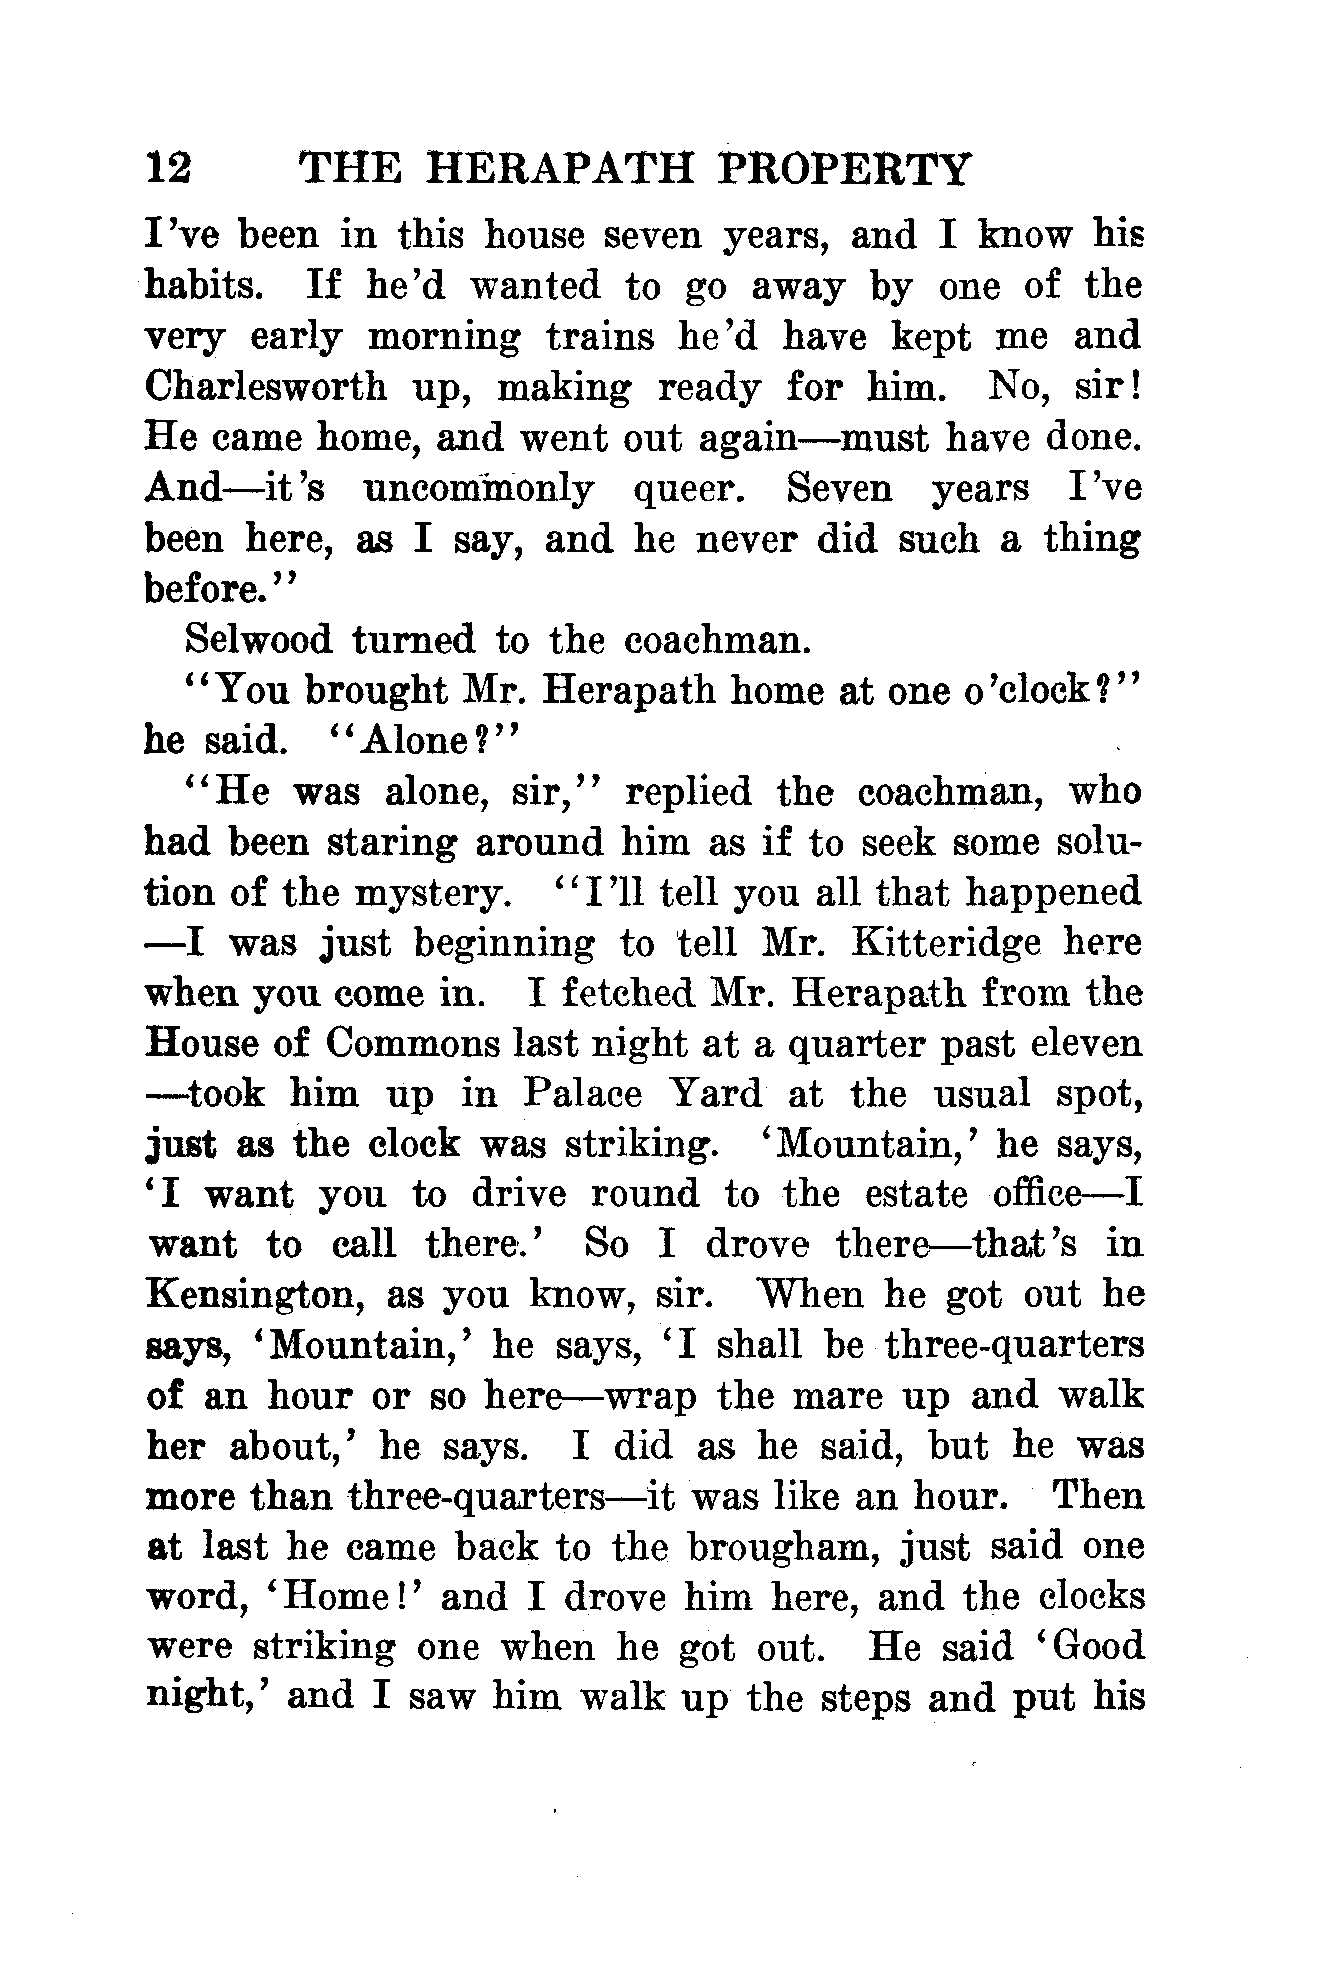 12 THE HERAPATH PROPERTY
I've been in this house seven years, and I know his
habits. If he'd wanted to go away by one of the
very early morning trains he'd have kept me and
Charlesworth up, making ready for him. No, sir!
He came home, and went out again—must have done.
And—it's uncommonly queer. Seven years I've
been here, as I say, and he never did such a thing
before."
Selwood turned to the coachman.
"You brought Mr. Herapath home at one o'clock?"
he said. "Alone?"
"He was alone, sir," replied the coachman, who
had been staring around him as if to seek some solu-
tion of the mystery. "I'll tell you all that happened
—I was just beginning to tell Mr. Kitteridge here
when you come in. I fetched Mr. Herapath from the
House of Commons last night at a quarter past eleven
—took him up in Palace Yard at the usual spot,
just as the clock was striking. 'Mountain,' he says,
'I want you to drive round to the estate office—I
want to call there.' So I drove there—that's in
Kensington, as you know, sir. When he got out he
says, 'Mountain,' he says, 'I shall be three-quarters
of an hour or so here—wrap the mare up and walk
her about,' he says. I did as he said, but he was
more than three-quarters—it was like an hour. Then
at last he came back to the brougham, just said one
word, 'Home!' and I drove him here, and the clocks
were striking one when he got out. He said 'Good
night,' and I saw him walk up the steps and put his